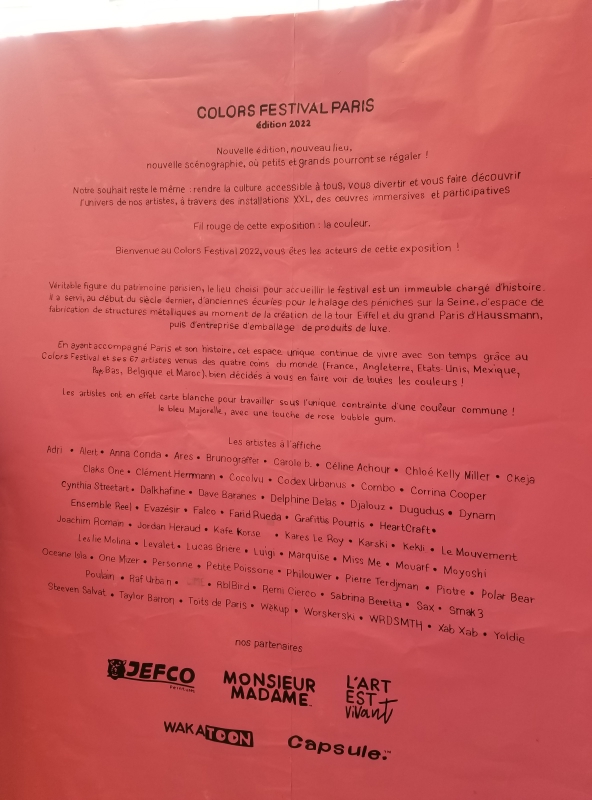 COLORS FESTIVAL PARIS
édition 2022
Nouvelle édition, nouveau lieu,
nouvelle scénographie, où petits et grands pourront se régaler !
Notre souhait reste le même : rendre la culture accessible à tous, vous divertir et vous faire découvrir
l'univers de nos artistes, à travers des installations XXL, des œuvres immersives et participatives
Fil rouge de cette exposition : la couleur.
Bienvenue au Colors Festival 2022, vous êtes les acteurs de cette exposition !
Véritable figure du patrimoine parisien, le lieu choisi pour accueillir le festival est un immeuble chargé d'histoire.
Il a servi, au début du siècle dernier, d'anciennes écuries pour le halage des péniches sur la Seine, d'espace de
fabrication de structures métalliques au moment de la création de la tour Eiffel et du grand Paris d'Haussmann,
puis d'entreprise d'emballage de produits de luxe.
En ayant accompagné Paris et son histoire, cet espace unique continue de vivre avec son temps grâce au
Colors Festival et ses 67 artistes venus des quatre coins du monde (France, Angleterre, Etats Unis, Mexique,
Pays Bas, Belgique et Maroc), bien décidés à vous en faire voir de toutes les couleurs !
Les artistes ont en effet carte blanche pour travailler sous l'unique contrainte d'une couleur commune !
le bleu Majorelle, avec une touche de rose bubble gum.
Les artistes à l'affiche
Adri • Alert • Anna Conda • Ares • Brunograffer • Carole b. • Céline Achour • Chloé Kelly Miller • Ckeja
Claks One • Clément Herrmann • Cocolvu • Codex Urbanus • Combo • Corrina Cooper
Cynthia Streetart • Dalkhafine • Dave Baranes • Delphine Delas • Djalouz • Dugudus • Dynam
Ensemble Reel • Evazésir • Falco • Fand Rueda • Grafittis Pourris • HeartCraft •
Joachim Romain • Jordan Heraud • Kafe Korse • Kares Le Roy • Karski • Kekli • Le Mouvement
Leslie Molina • Levalet • Lucas Briere • Luigi • Marquise • Miss Me • Mouarf • Moyoshi
Oceane Isla • One Mizer • Personne • Petite Poissone • Philouwer • Pierre Terdjman • Piotre • Polar Bear
Poulain • Raf Urban • RblBird • Remi Cierco • Sabrina Beretta • Sax • Smak3
Steeven Salvat • Taylor Barron • Toits de Paris • Wakup • Worskerski • WRDSMTH • Xab Xab • Yoldie
nos partenaires
JEFCO
MONSIEUR
MADAME
L'ART
EST
vivant
WAKATOON
Capsule.™